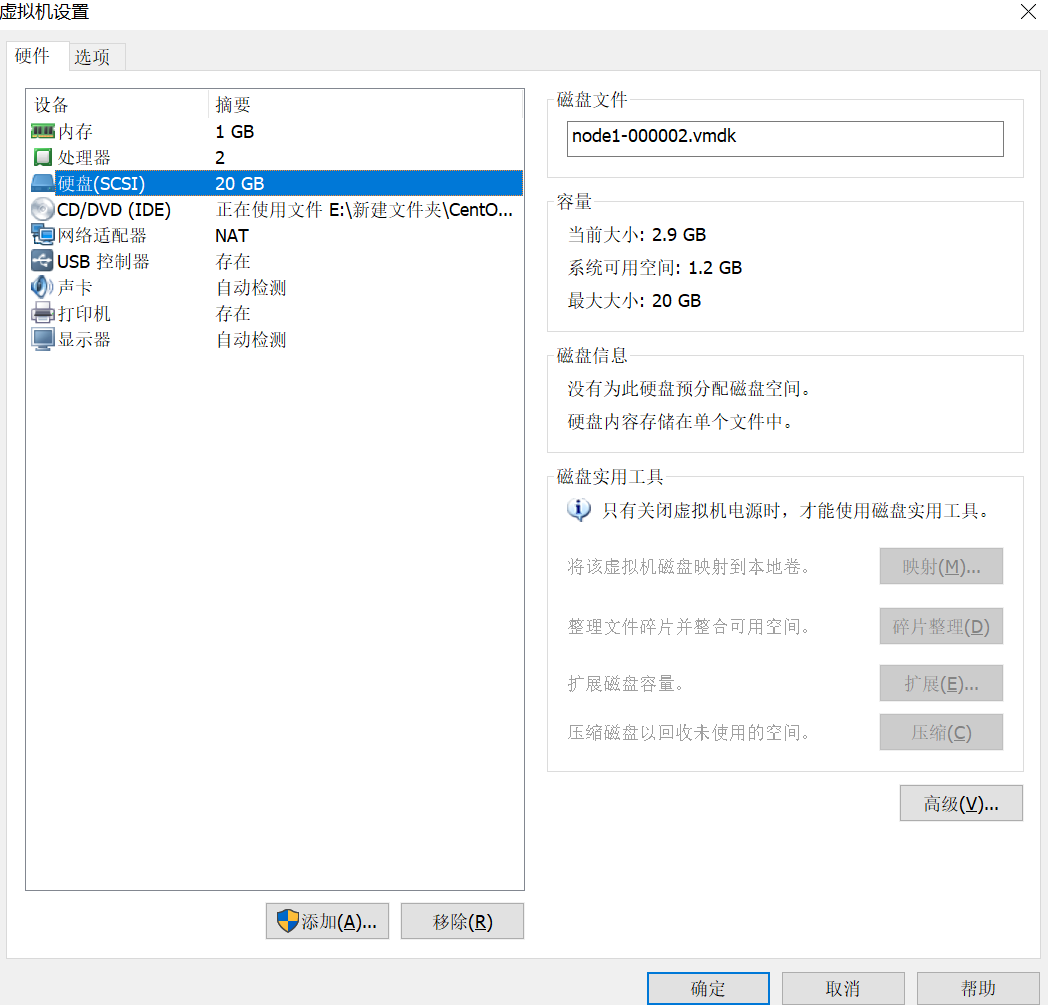 虚拟机设置
硬件 选项
设备 摘要
内存 1 GB
处理器 2
硬盘(SCSI) 20 GB
CD/DVD (IDE) 正在使用文件 E:\新建文件夹\CentO...
网络适配器 NAT
USB 控制器 存在
声卡 自动检测
打印机 存在
显示器 自动检测
添加(A)... 移除(R)
磁盘文件
node1-000002.vmdk
容量
当前大小: 2.9 GB
系统可用空间: 1.2 GB
最大大小: 20 GB
磁盘信息
没有为此硬盘预分配磁盘空间。
硬盘内容存储在单个文件中。
磁盘实用工具
只有关闭虚拟机电源时，才能使用磁盘实用工具。
将该虚拟机磁盘映射到本地卷。 映射(M)...
整理文件碎片并整合可用空间。 碎片整理(D)
扩展磁盘容量。 扩展(E)...
压缩磁盘以回收未使用的空间。 压缩(C)
高级(V)...
确定 取消 帮助